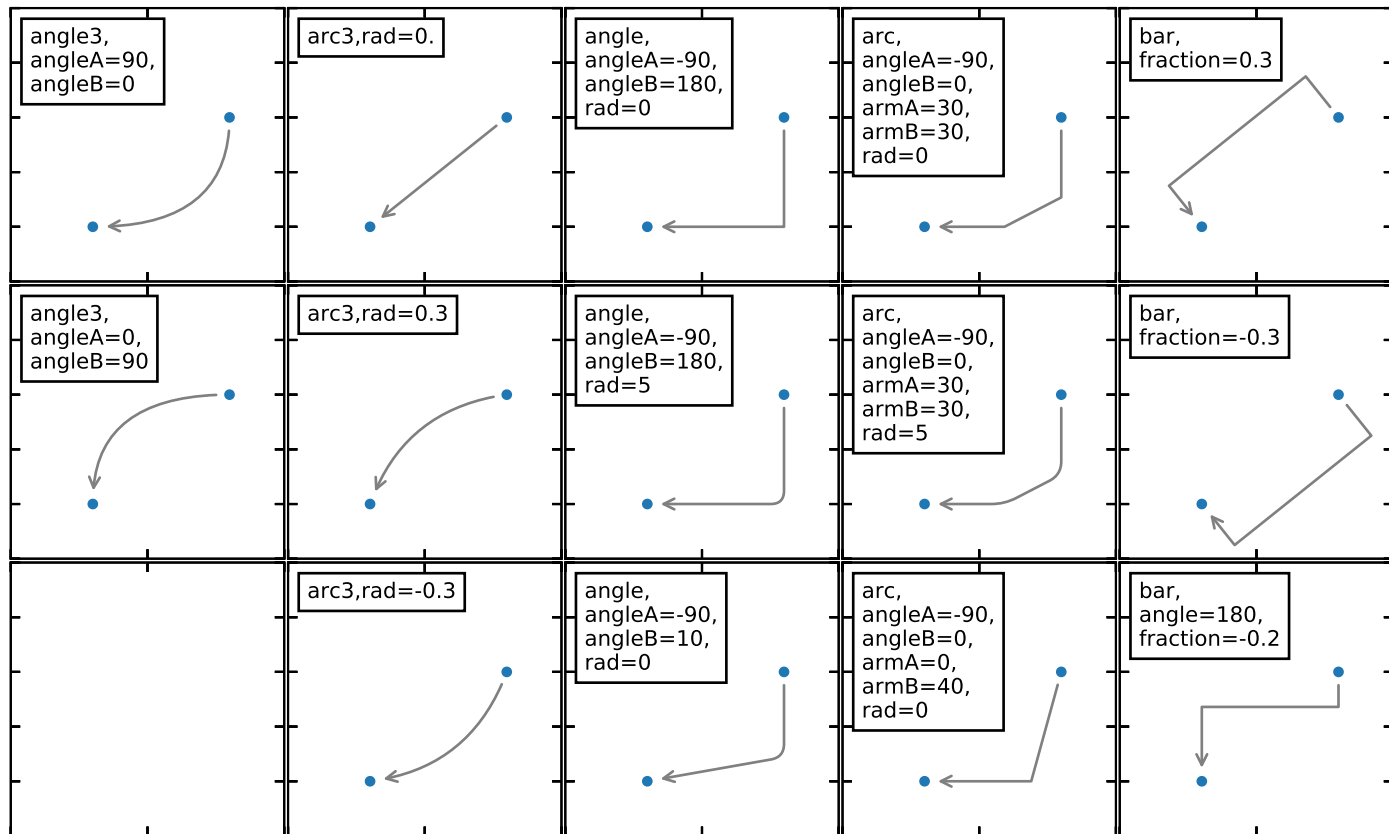 angle3,
angleA=90,
angleB=0
arc3,rad=0.
angle,
angleA=-90,
angleB=180,
rad=0
arc,
angleA=-90,
angleB=0,
armA=30,
armB=30,
rad=0
bar,
fraction=0.3
angle3,
angleA=0,
angleB=90
arc3,rad=0.3
angle,
angleA=-90,
angleB=180,
rad=5
arc,
angleA=-90,
angleB=0,
armA=30,
armB=30,
rad=5
bar,
fraction=-0.3
arc3,rad=-0.3
angle,
angleA=-90,
angleB=10,
rad=0
arc,
angleA=-90,
angleB=0,
armA=0,
armB=40,
rad=0
bar,
angle=180,
fraction=-0.2